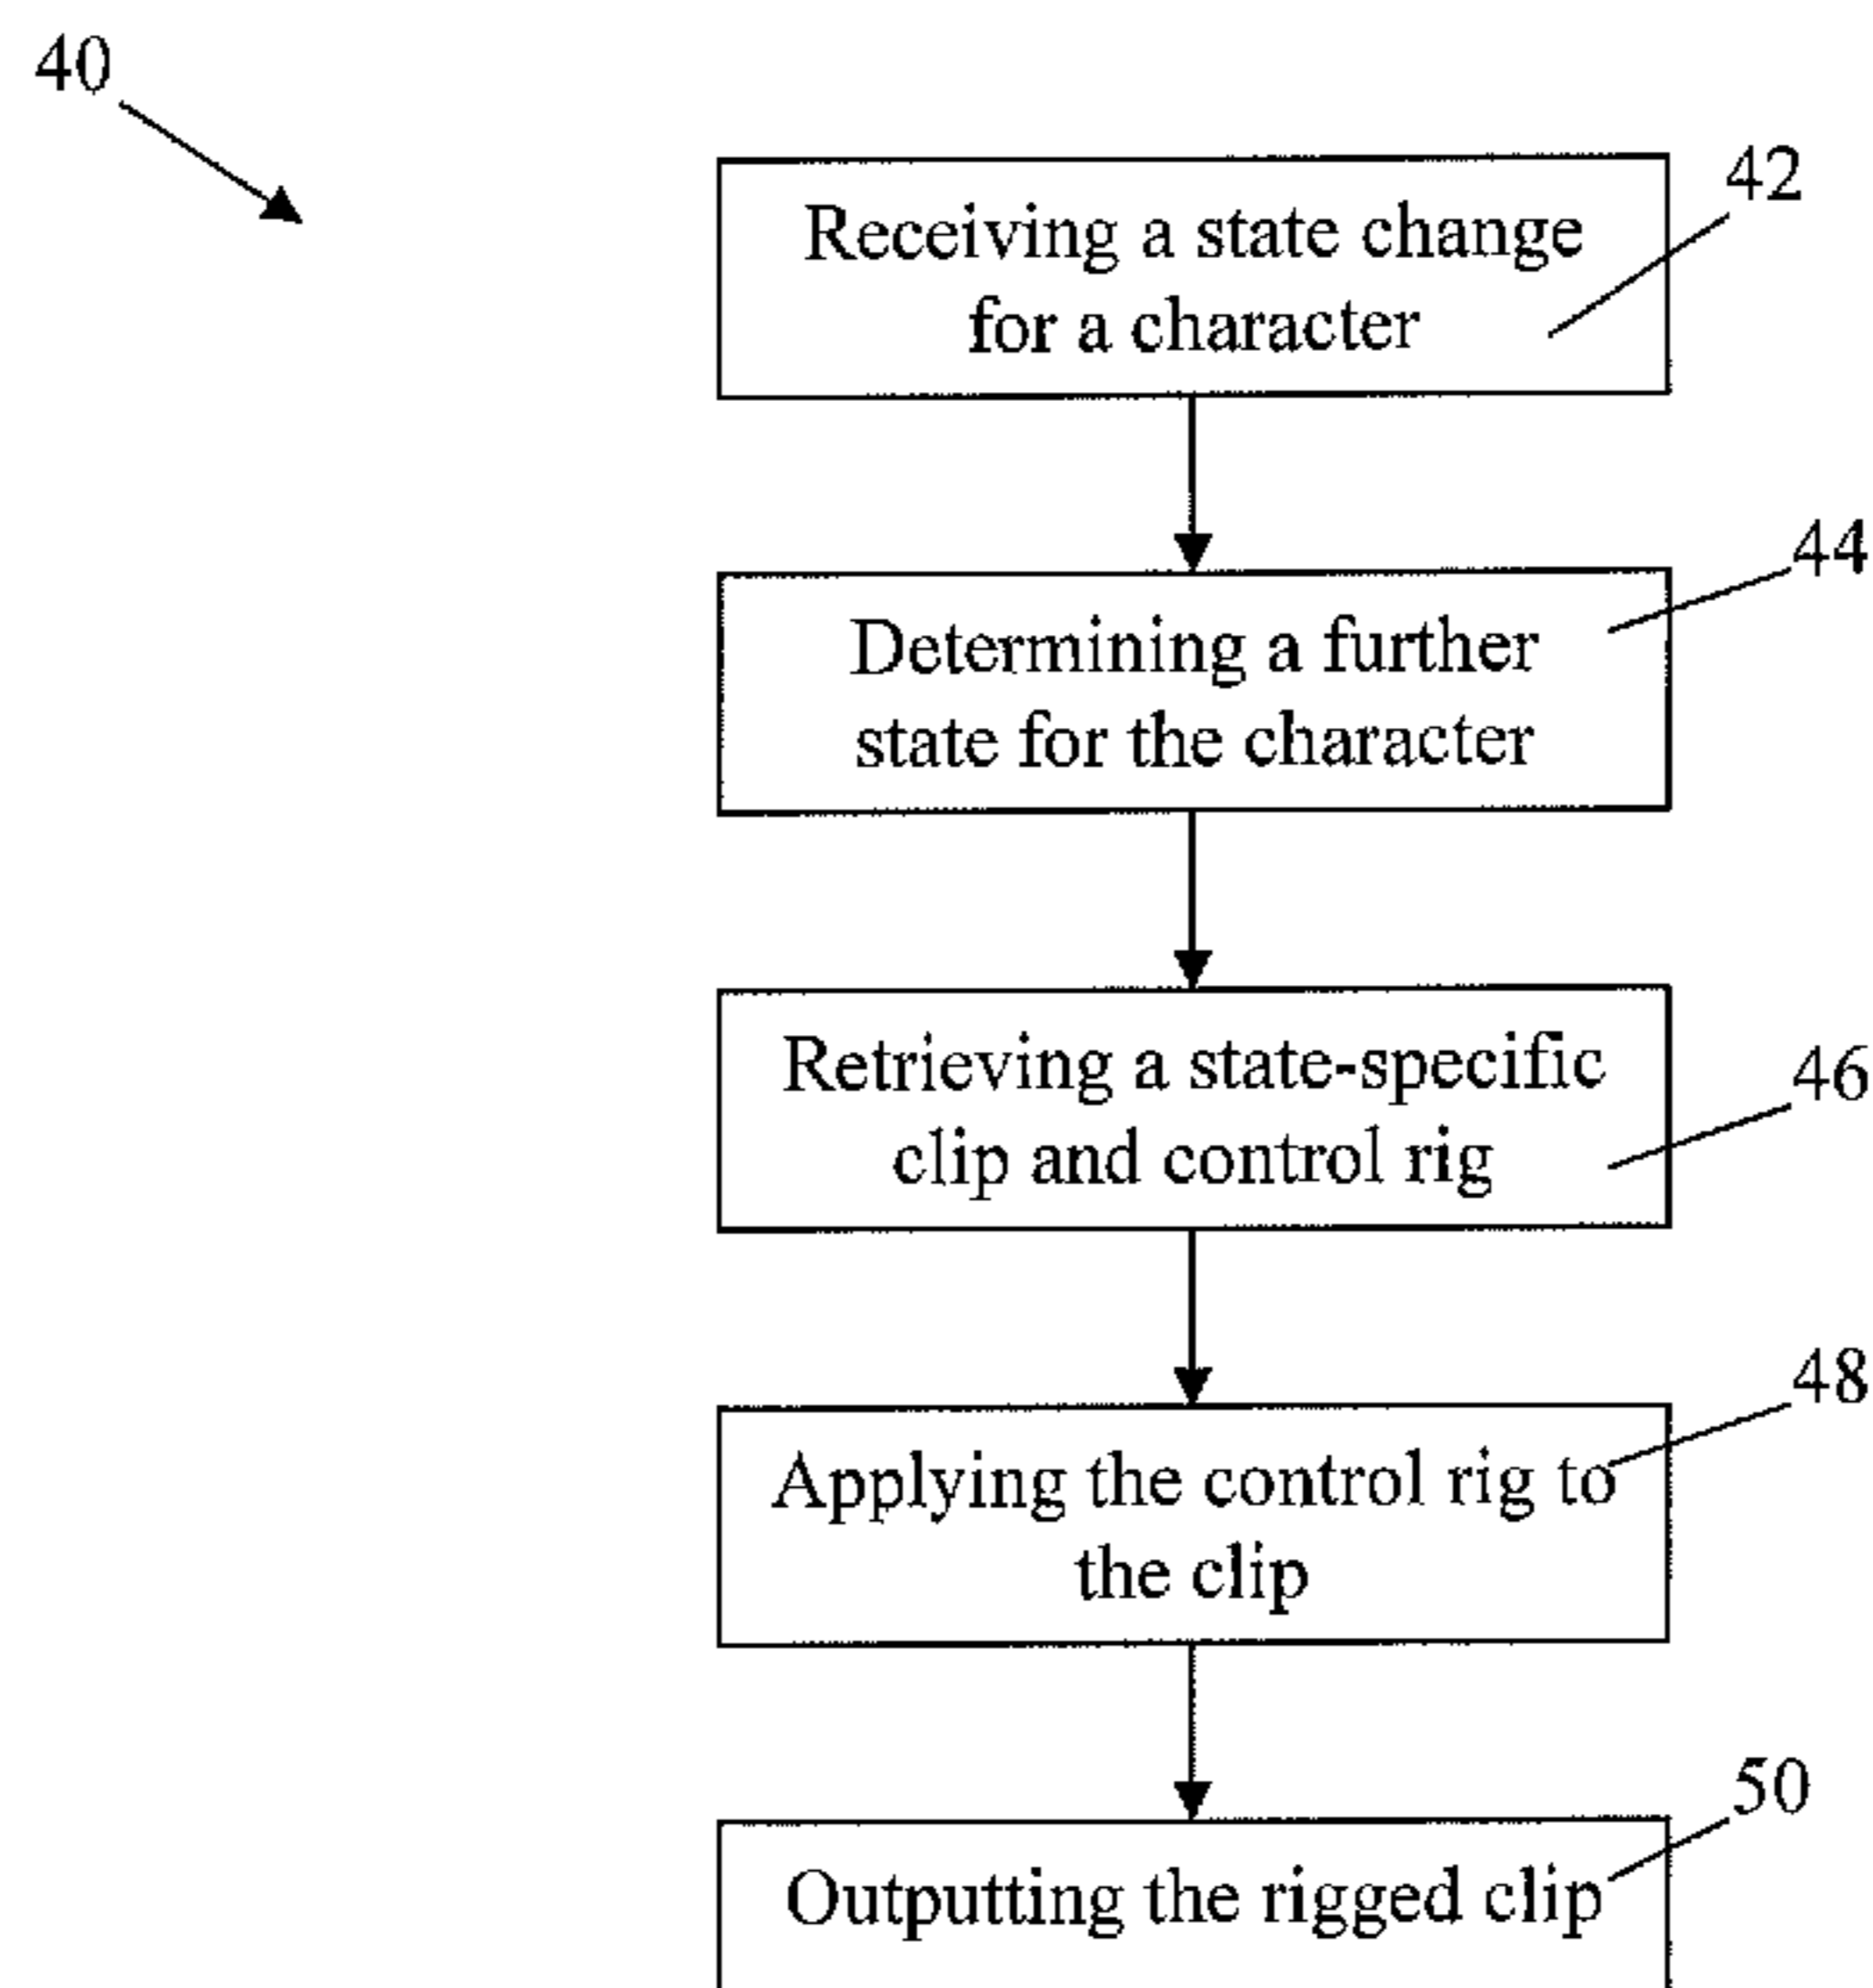 40
42
Receiving a state change
for a character
44
Determining a further
state for the character
46
Retrieving a state-specific
clip and control rig
48
Applying the control rig to
the clip
50
Outputting the rigged clip